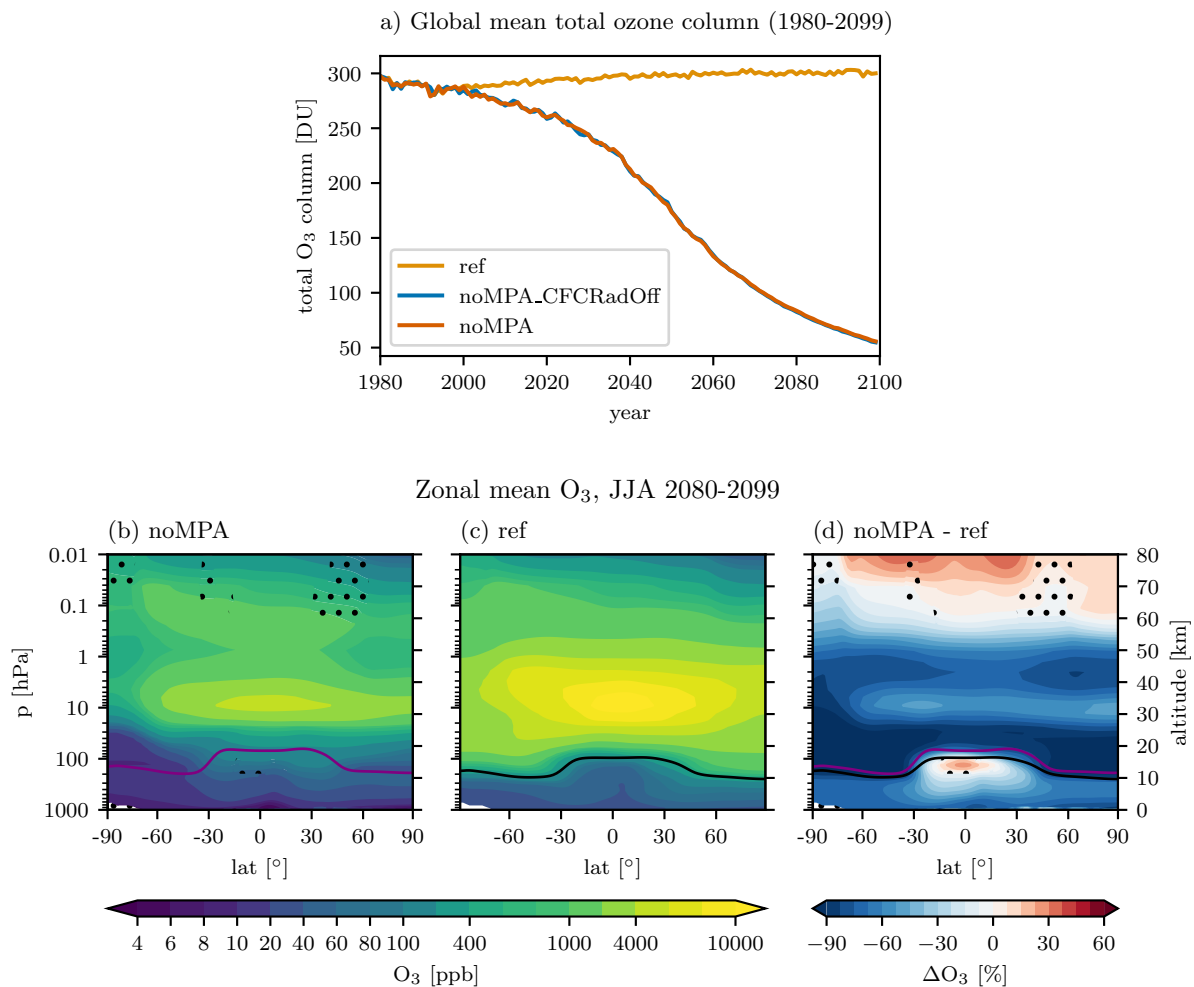 a) Global mean total ozone column (1980-2099)
total O₃ column [DU]
300
250
200
150
100
50
ref
noMPA_CFCRadOff
noMPA
1980 2000 2020 2040 2060 2080 2100
year
Zonal mean O₃, JJA 2080-2099
(b) noMPA
(c) ref
(d) noMPA - ref
p [hPa]
0.01
0.1
1
10
100
1000
80
70
60
50
40
30
20
10
0
altitude [km]
-90 -60 -30 0 30 60 90
-60 -30 0 30 60
-90 -60 -30 0 30 60 90
lat [°]
lat [°]
lat [°]
4 6 8 10 20 40 60 80 100 400 1000 4000 10000
O₃ [ppb]
−90 −60 −30 0 30 60
ΔO₃ [%]